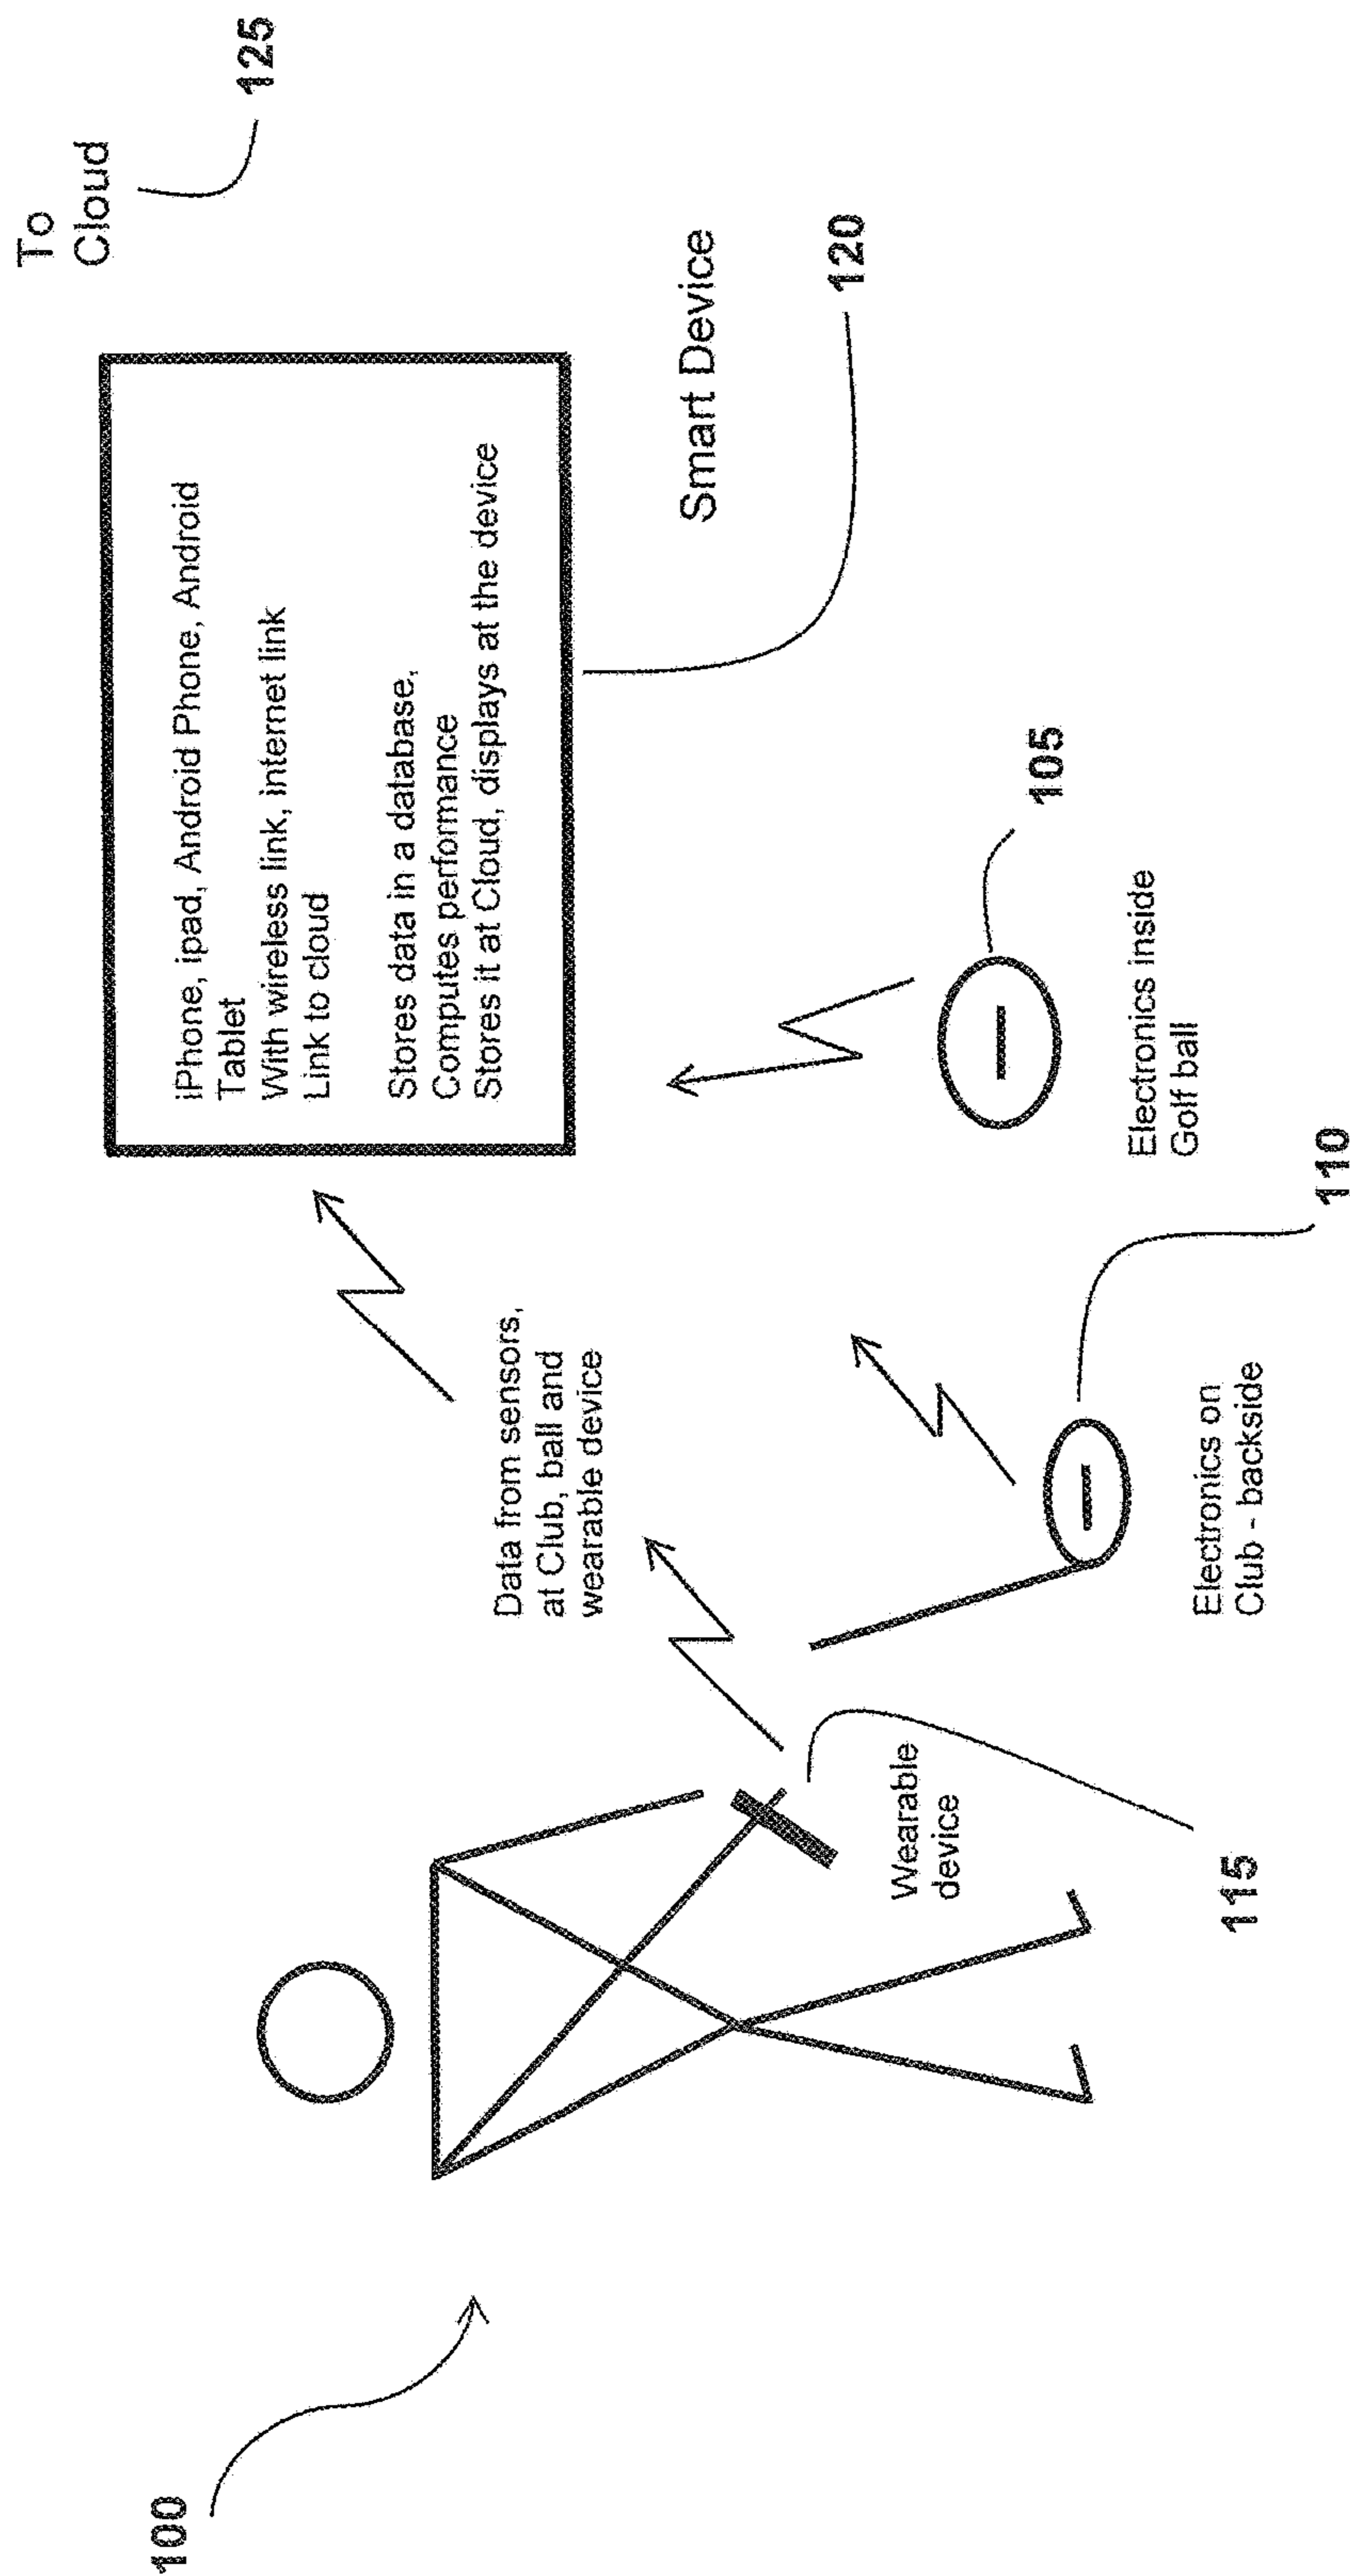 To
Cloud
125
iPhone, ipad, Android Phone, Android
Tablet
With wireless link, internet link
Link to cloud
Stores data in a database,
Computes performance
Stores it at Cloud, displays at the device
Smart Device
120
Data from sensors,
at Club, ball and
wearable device
100
Wearable
device
115
Electronics on
Club - backside
110
Electronics inside
Golf ball
105